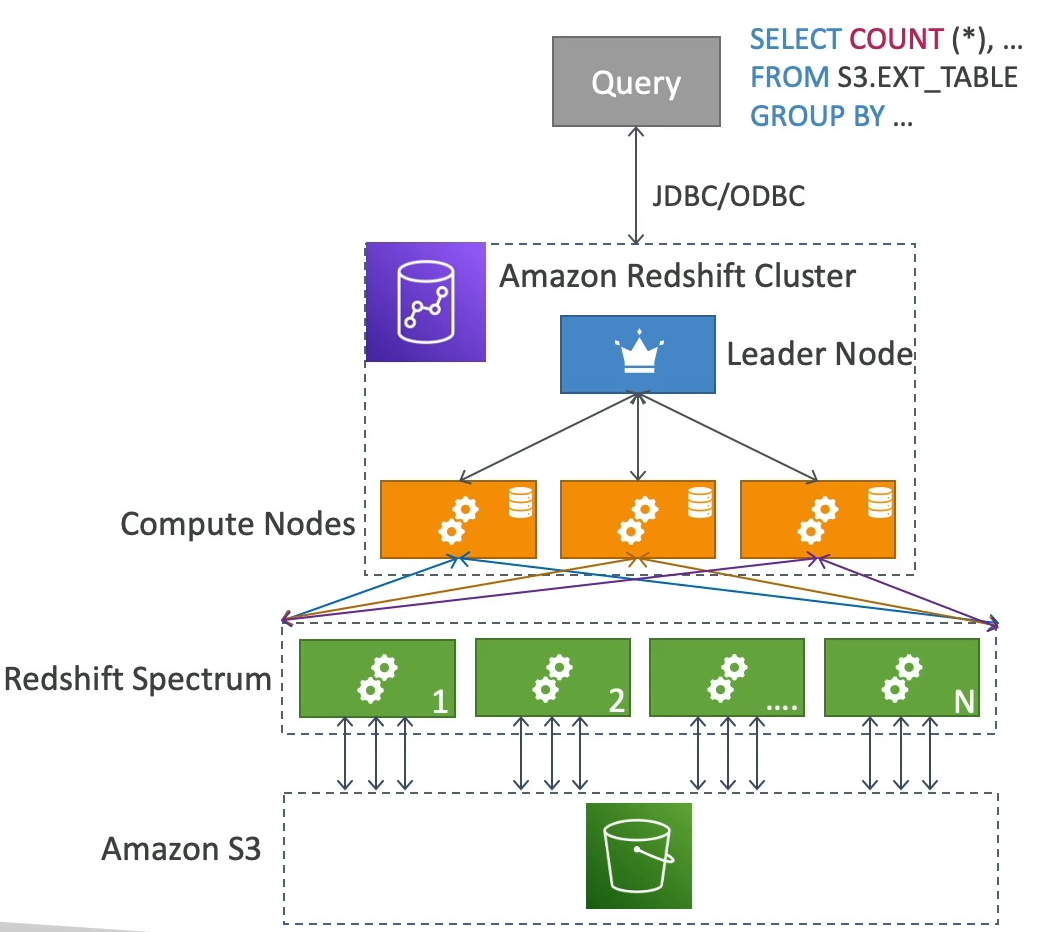 Query
SELECT COUNT (*), ...
FROM S3.EXT_TABLE
GROUP BY ...
JDBC/ODBC
Amazon Redshift Cluster
Leader Node
Compute Nodes
Redshift Spectrum
1
2
....
N
Amazon S3